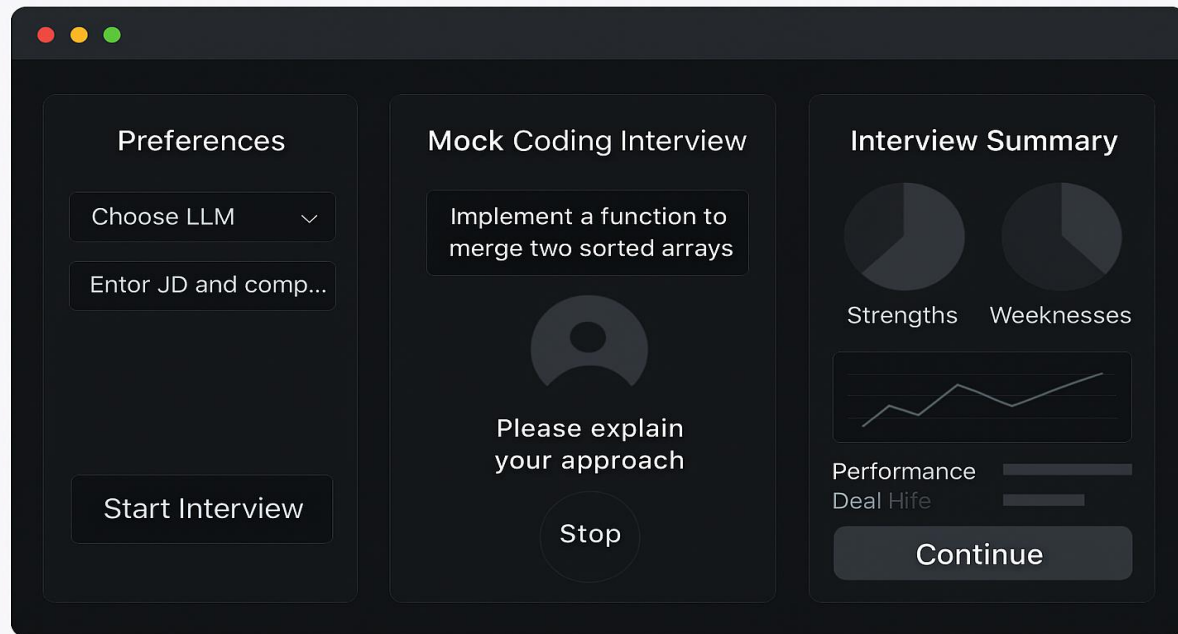 Preferences
Choose LLM
Entor JD and comp...
Start Interview
Mock Coding Interview
Implement a function to
merge two sorted arrays
Please explain
your approach
Stop
Interview Summary
Strengths
Weeknesses
Performance
Deal Hife
Continue